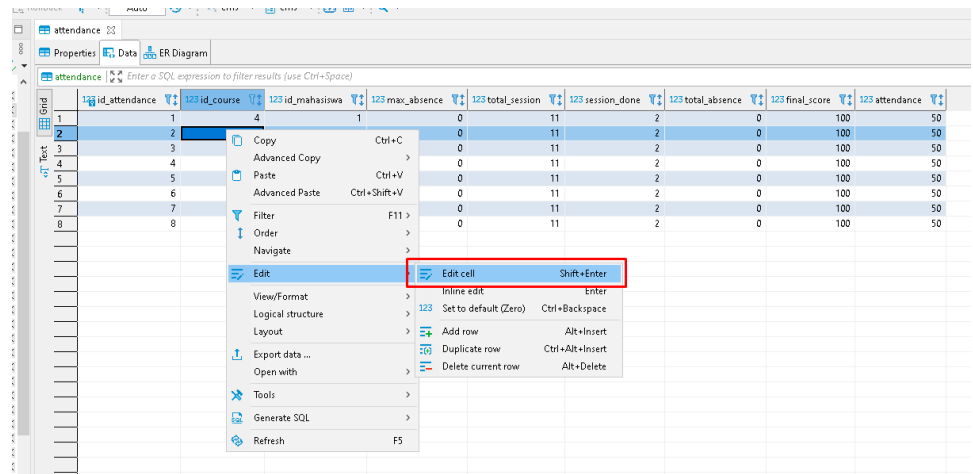 Auto
attendance
Properties Data ER Diagram
attendance Enter a SQL expression to filter results (use Ctrl+Space)
Grid
Text
123 id_attendance 123 id_course 123 id_mahasiswa 123 max_absence 123 total_session 123 session_done 123 total_absence 123 final_score 123 attendance
1 1 4 1 0 11 2 0 100 50
2 2 0 11 2 0 100 50
3 3 0 11 2 0 100 50
4 4 0 11 2 0 100 50
5 5 0 11 2 0 100 50
6 6 0 11 2 0 100 50
7 7 0 11 2 0 100 50
8 8 0 11 2 0 100 50
Copy Ctrl+C
Advanced Copy
Paste Ctrl+V
Advanced Paste Ctrl+Shift+V
Filter F11
Order
Navigate
Edit
View/Format
Logical structure
Layout
Export data ...
Open with
Tools
Generate SQL
Refresh F5
Edit cell Shift+Enter
Inline edit Enter
123 Set to default (Zero) Ctrl+Backspace
Add row Alt+Insert
Duplicate row Ctrl+Alt+Insert
Delete current row Alt+Delete